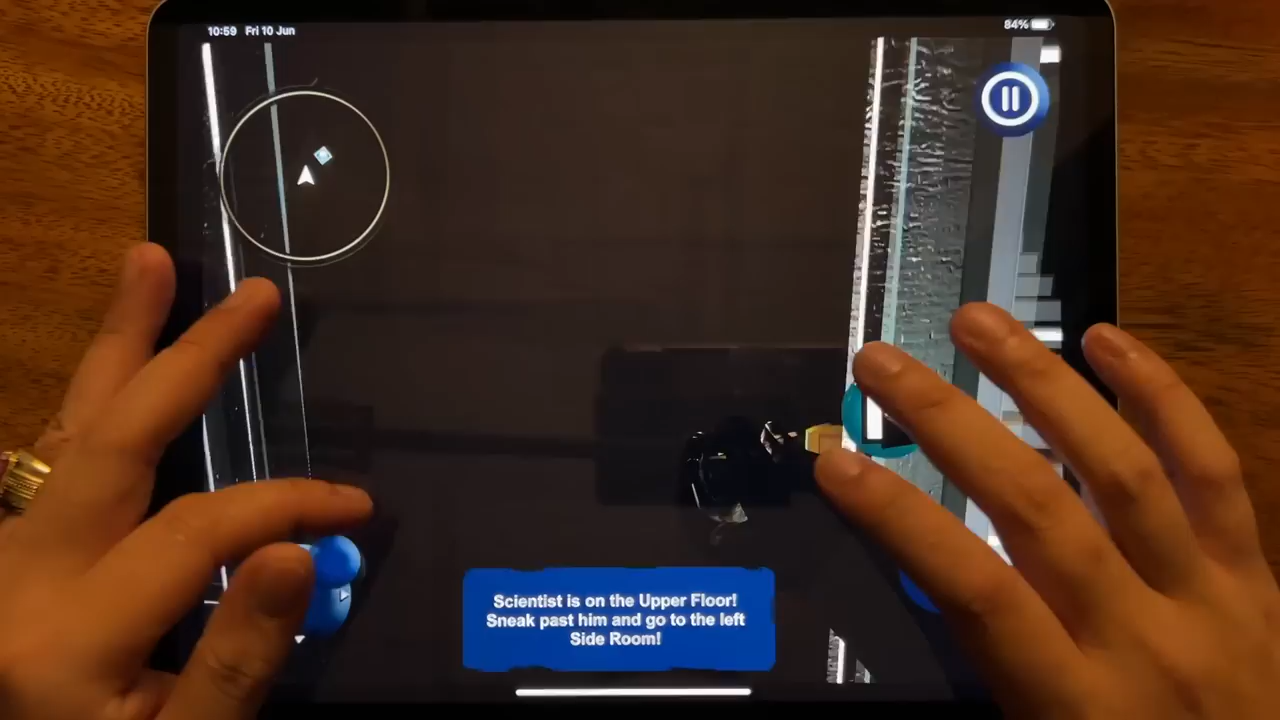 10:59 Fri 10 Jun
84%
Scientist is on the Upper Floor!
Sneak past him and go to the left
Side Room!